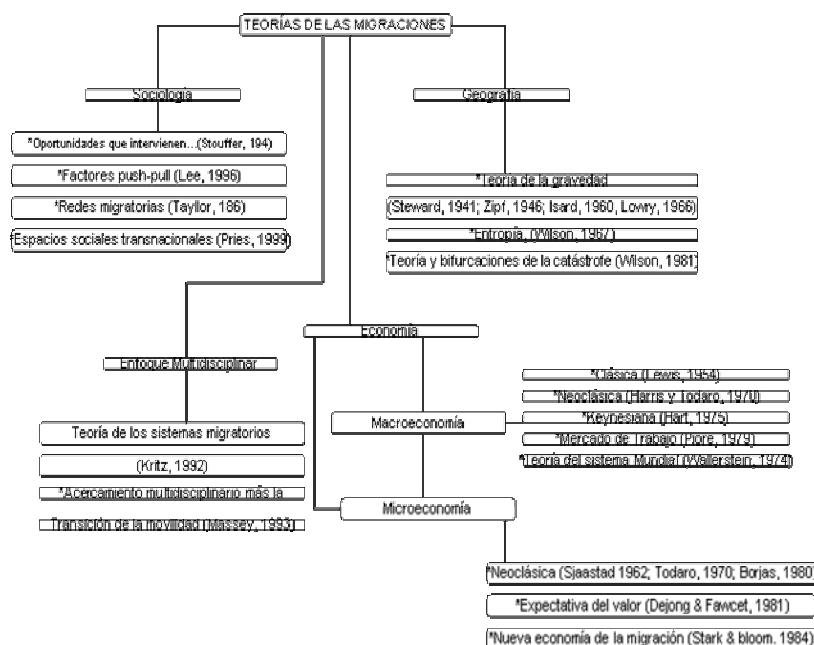 TEORÍAS DE LAS MIGRACIONES
Sociología
*Oportunidades que intervienen...(Stouffer, 194)
*Factores push-pull (Lee, 1996)
*Redes migratorias (Tayllor, 186)
*Espacios sociales transnacionales (Pries, 1999)
Geografía
*Teoría de la gravedad
(Steward, 1941; Zipf, 1946; Isard, 1960, Lowry, 1966)
*Entropía, (Wilson, 1967)
*Teoría y bifurcaciones de la catástrofe (Wilson, 1981)
Enfoque Multidisciplinar
Teoría de los sistemas migratorios
(Kritz, 1992)
*Acercamiento multidisciplinario más la
Transición de la movilidad (Massey, 1993)
Economía
Macroeconomía
*Clásica (Lewis, 1954)
*Neoclásica (Harris y Todaro, 1970)
*Keynesiana (Hart, 1975)
*Mercado de Trabajo (Piore, 1979)
*Teoría del sistema Mundial (Wallerstein, 1974)
Microeconomía
*Neoclásica (Sjaastad 1962; Todaro, 1970; Borjas, 1980)
*Expectativa del valor (Dejong & Fawcet, 1981)
*Nueva economía de la migración (Stark & bloom. 1984)